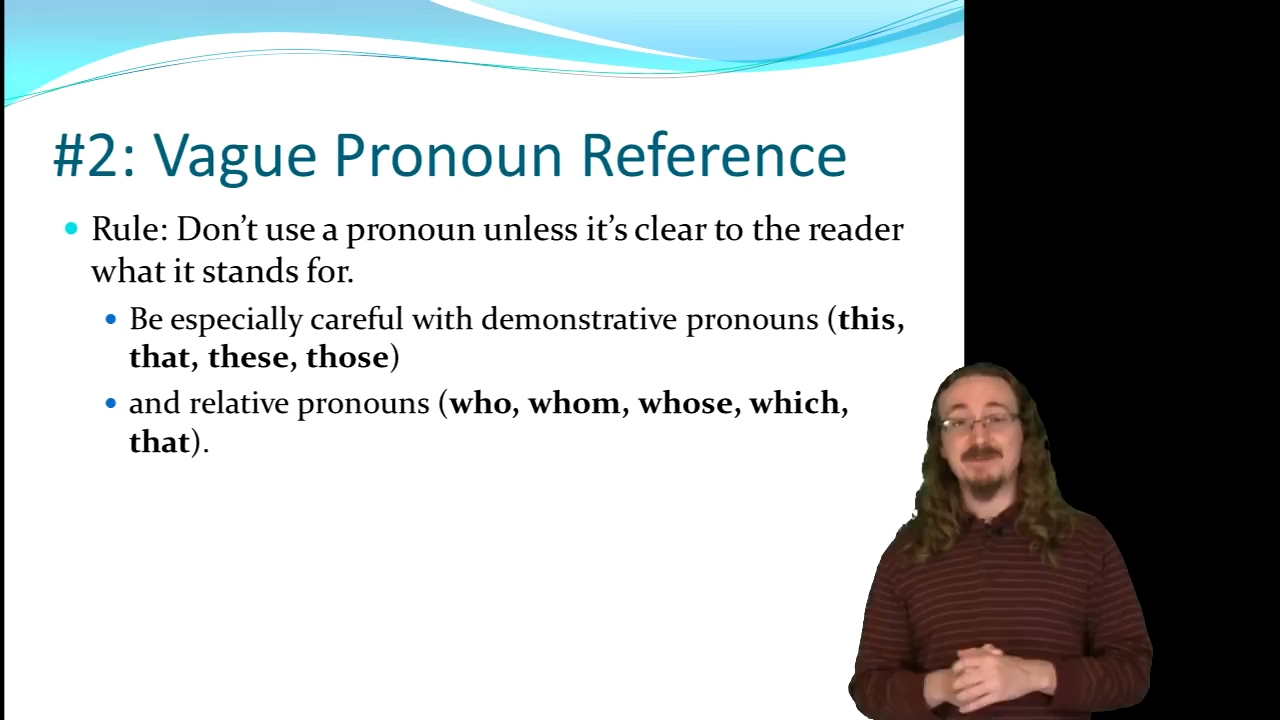 #2: Vague Pronoun Reference
Rule: Don’t use a pronoun unless it’s clear to the reader
what it stands for.
Be especially careful with demonstrative pronouns (this,
that, these, those)
and relative pronouns (who, whom, whose, which,
that).